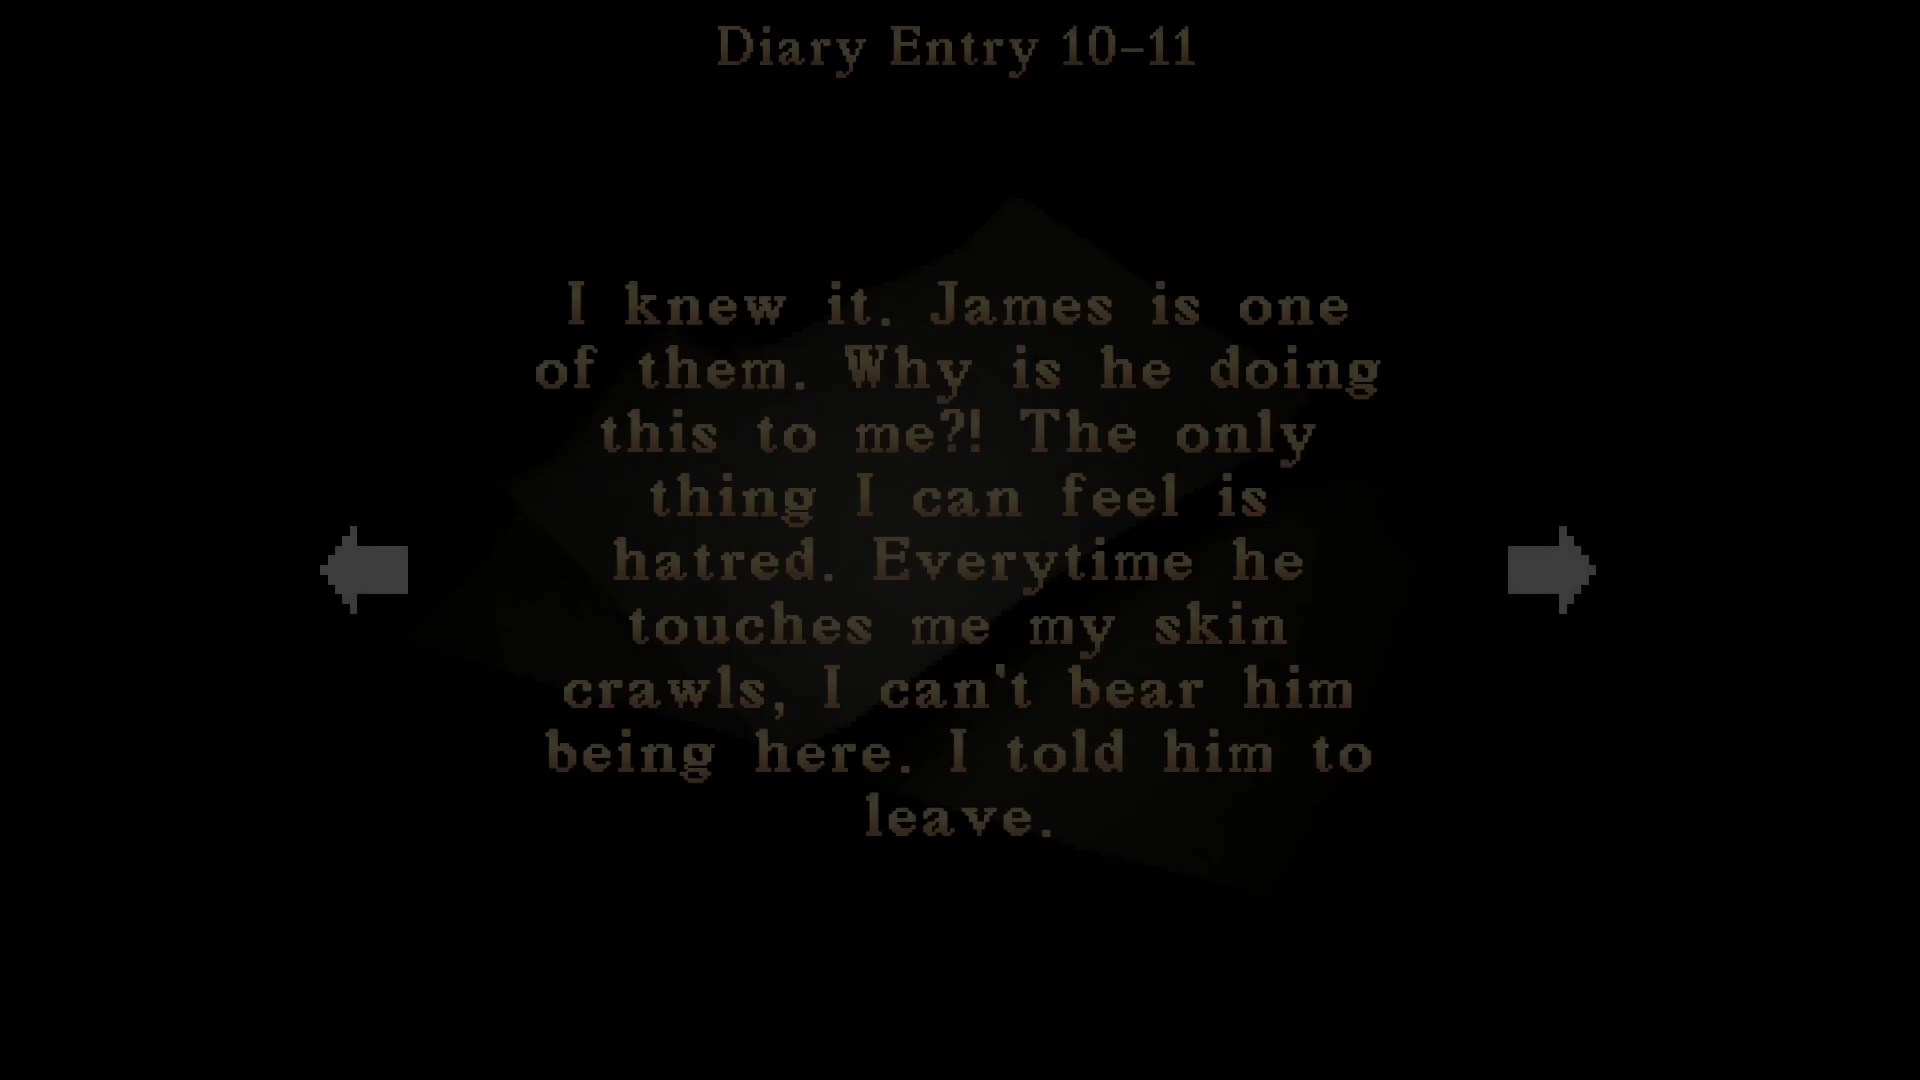 Diary Entry 10-11
I knew it. James is one
of them. Why is he doing
this to me?! The only
thing I can feel is
hatred. Everytime he
touches me my skin
crawls, I can't bear him
being here. I told him to
leave.